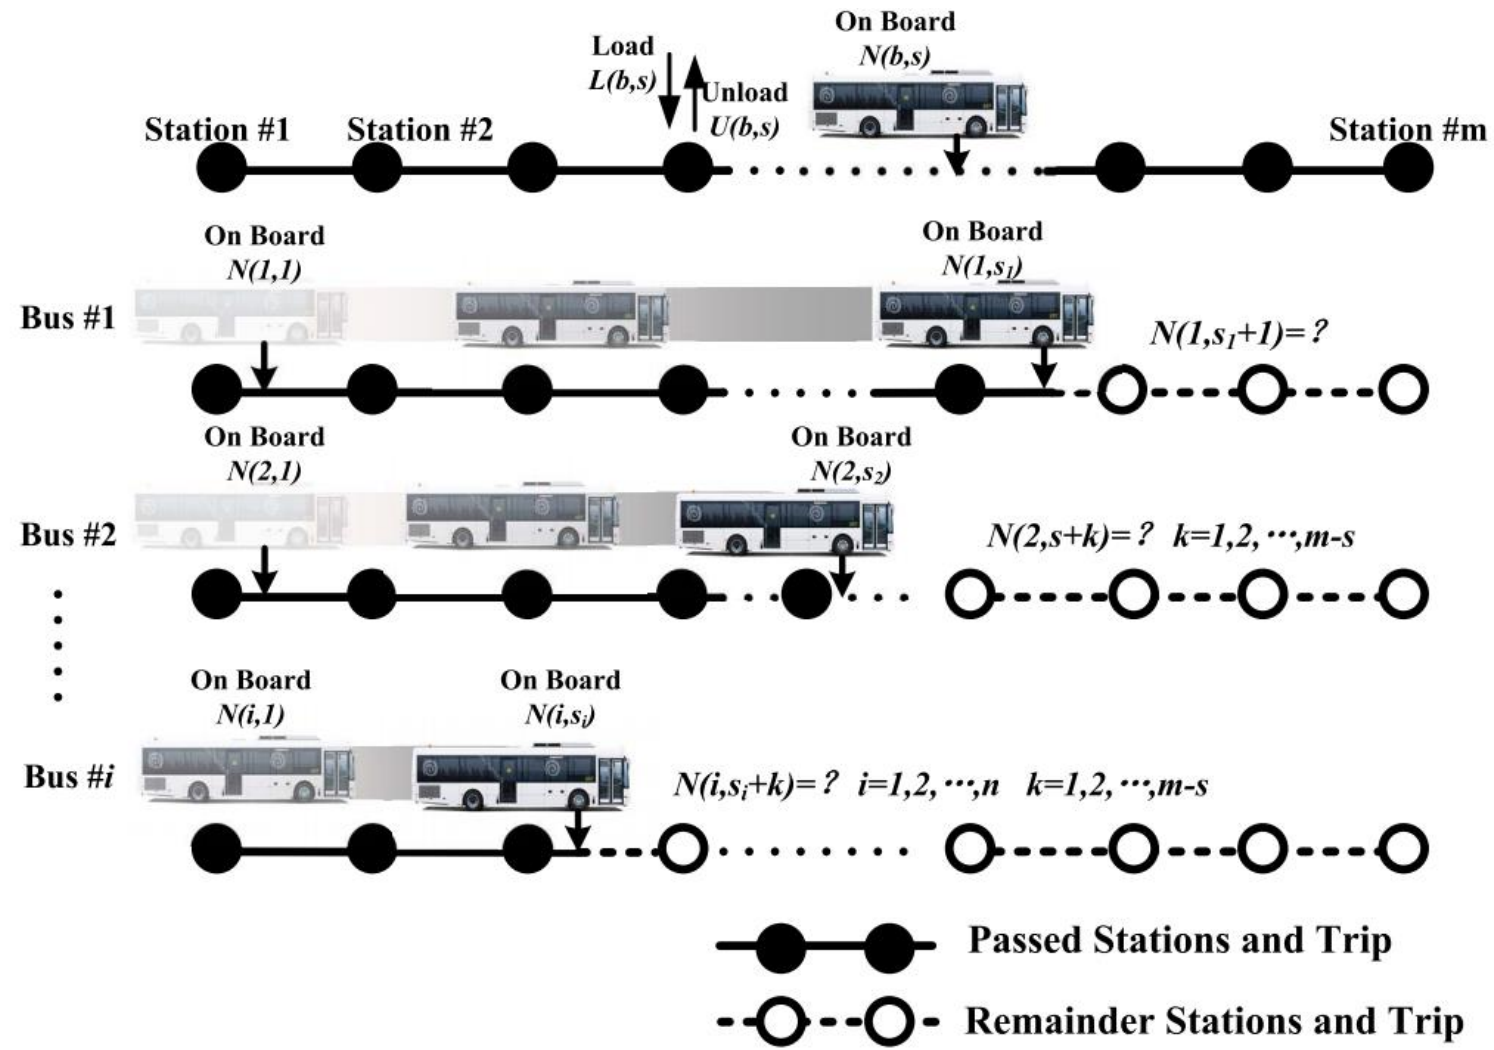 On Board
N(b,s)
Load
L(b,s)
Unload
U(b,s)
Station #1
Station #2
Station #m
On Board
N(1,1)
On Board
N(1,s₁)
Bus #1
N(1,s₁+1)=?
On Board
N(2,1)
On Board
N(2,s₂)
Bus #2
N(2,s+k)=? k=1,2,···,m-s
On Board
N(i,1)
On Board
N(i,sᵢ)
Bus #i
N(i,sᵢ+k)=? i=1,2,···,n k=1,2,···,m-s
Passed Stations and Trip
Remainder Stations and Trip